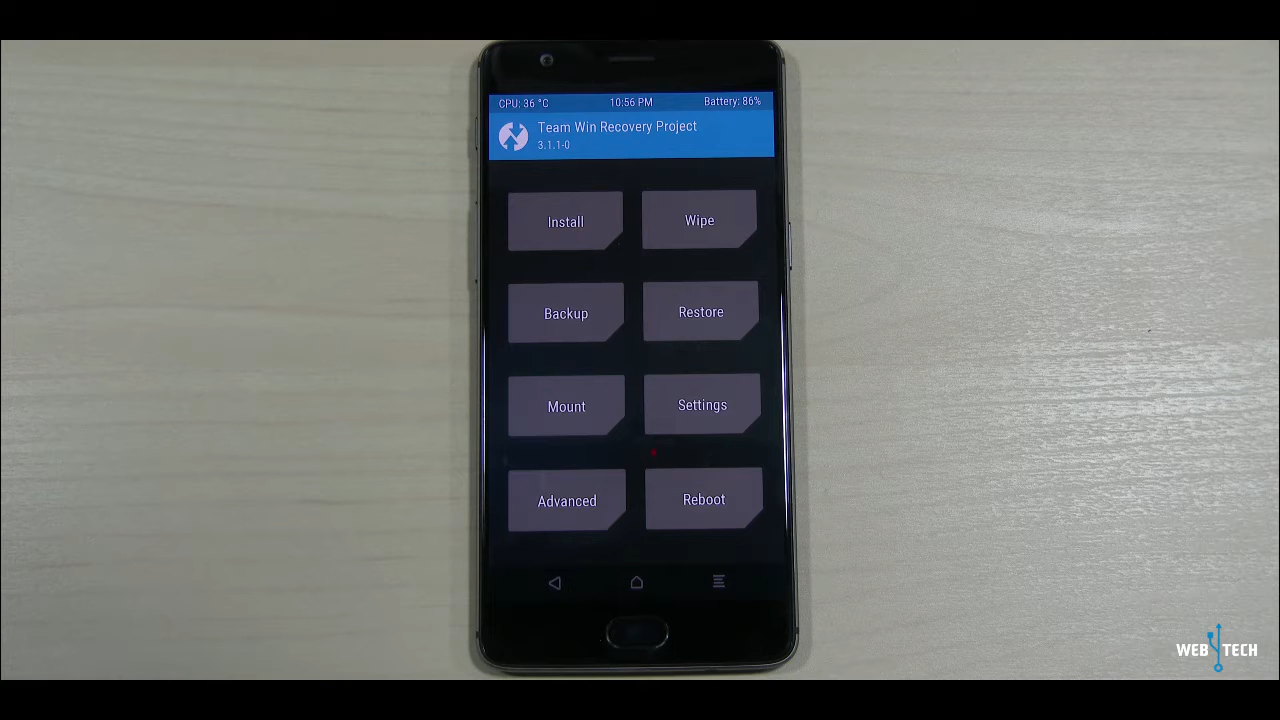 CPU: 36 °C 10:56 PM Battery: 86%
Team Win Recovery Project
3.1.1-0
Install Wipe
Backup Restore
Mount Settings
Advanced Reboot
WEB TECH